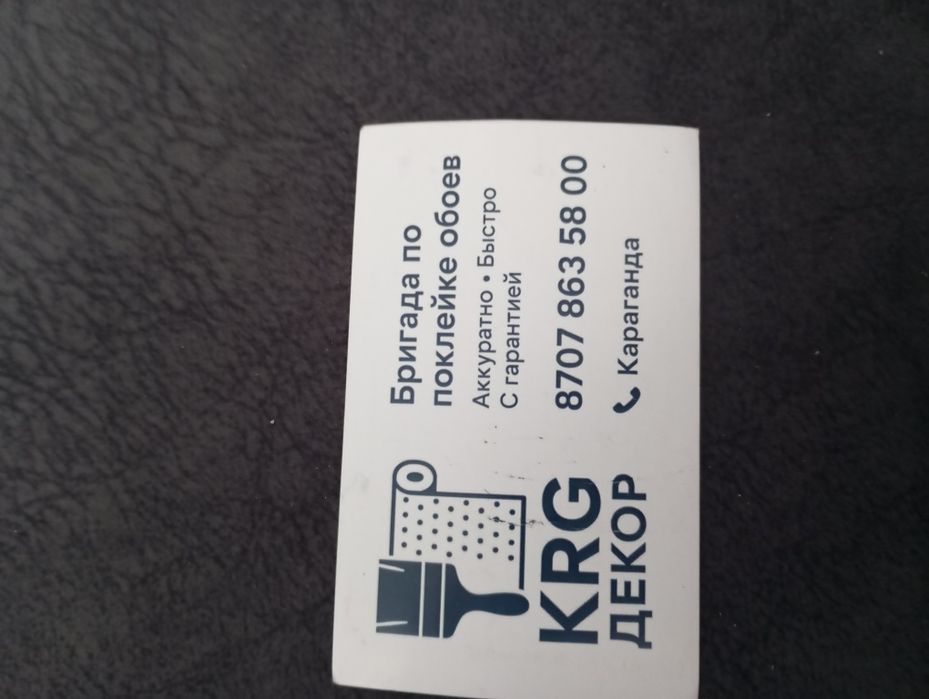 KRG
ДЕКОР
Бригада по
поклейке обоев
Аккуратно • Быстро
С гарантией
8707 863 58 00
Караганда